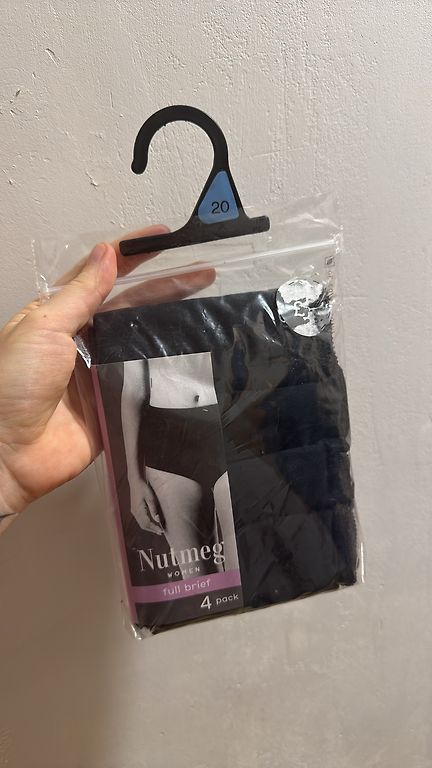 20
£
Nutmeg
WOMEN
full brief
4 pack